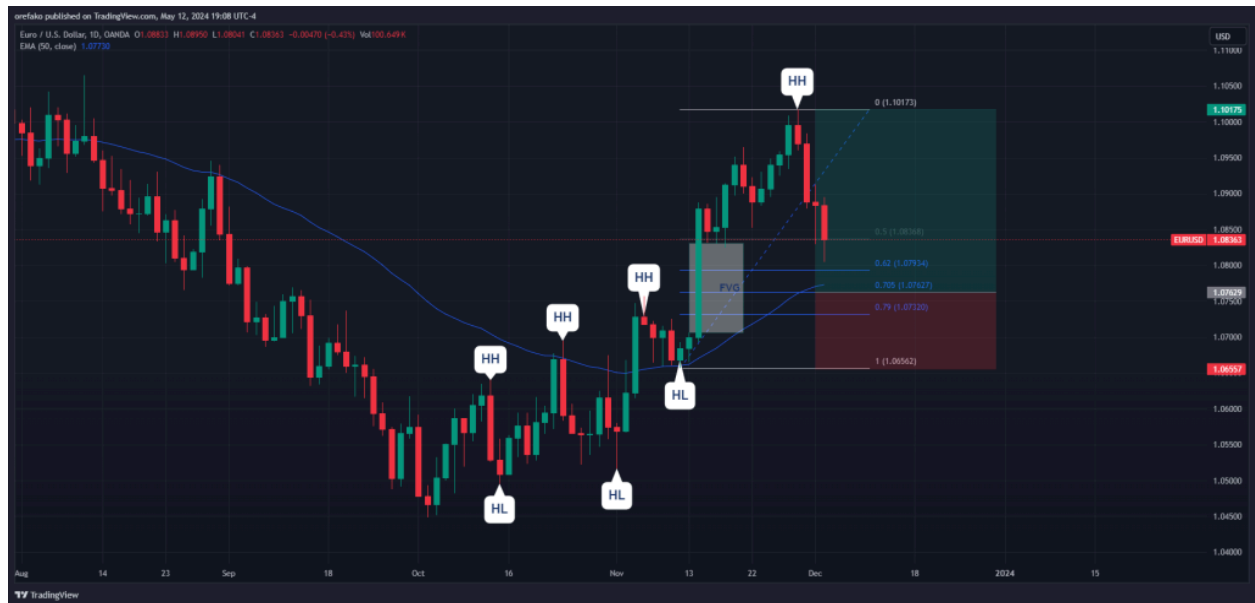 orefako published on TradingView.com, May 12, 2024 19:08 UTC-4
Euro / U.S. Dollar, 1D, OANDA O1.08833 H1.08950 L1.08041 C1.08363 −0.00470 (−0.43%) Vol100.649K
EMA (50, close) 1.07730
USD
1.11000
1.10500
HH
0 (1.10173)
1.10175
1.10000
1.09500
1.09000
1.08500
0.5 (1.08368)
EURUSD 1.08363
1.08000
0.62 (1.07934)
HH
FVG
0.705 (1.07627)
1.07629
1.07500
0.79 (1.07320)
HH
1.07000
HH
1 (1.06562)
1.06557
HL
1.06000
1.05500
HL
1.05000
HL
1.04500
1.04000
Aug 14 23 Sep 18 Oct 16 Nov 13 22 Dec 18 2024 15
TradingView